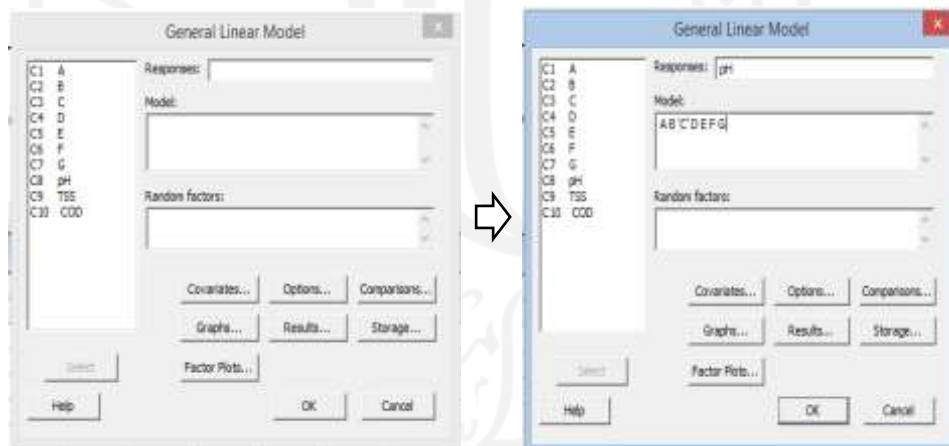 General Linear Model
x
C1 A
C2 B
C3 C
C4 D
C5 E
C6 F
C7 G
C8 pH
C9 TSS
C10 COD
Responses:
Model:
Random factors:
Covariates...
Options...
Comparisons...
Graphs...
Results...
Storage...
Select
Factor Plots...
Help
OK
Cancel
General Linear Model
x
C1 A
C2 B
C3 C
C4 D
C5 E
C6 F
C7 G
C8 pH
C9 TSS
C10 COD
Responses: pH
Model:
A B 'C' D E F G
Random factors:
Covariates...
Options...
Comparisons...
Graphs...
Results...
Storage...
Select
Factor Plots...
Help
OK
Cancel